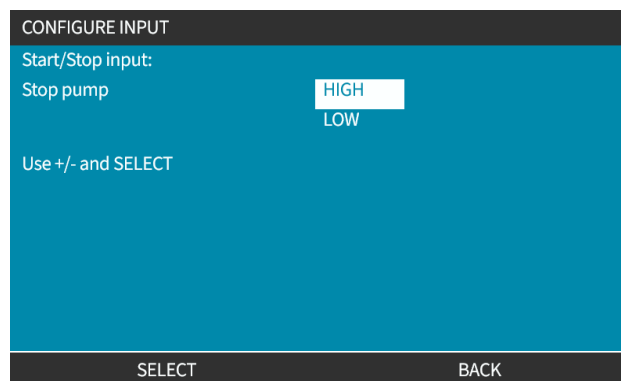 CONFIGURE INPUT
Start/Stop input:
Stop pump HIGH
LOW
Use +/- and SELECT
SELECT BACK